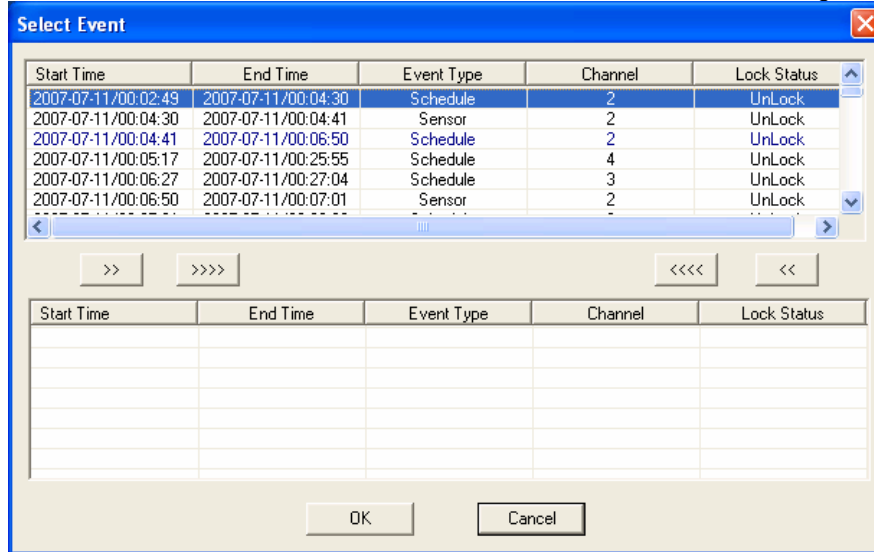 Select Event
Start Time End Time Event Type Channel Lock Status
2007-07-11/00:02:49 2007-07-11/00:04:30 Schedule 2 UnLock
2007-07-11/00:04:30 2007-07-11/00:04:41 Sensor 2 UnLock
2007-07-11/00:04:41 2007-07-11/00:06:50 Schedule 2 UnLock
2007-07-11/00:05:17 2007-07-11/00:25:55 Schedule 4 UnLock
2007-07-11/00:06:27 2007-07-11/00:27:04 Schedule 3 UnLock
2007-07-11/00:06:50 2007-07-11/00:07:01 Sensor 2 UnLock
>> >>>> <<<< <<
Start Time End Time Event Type Channel Lock Status
OK Cancel